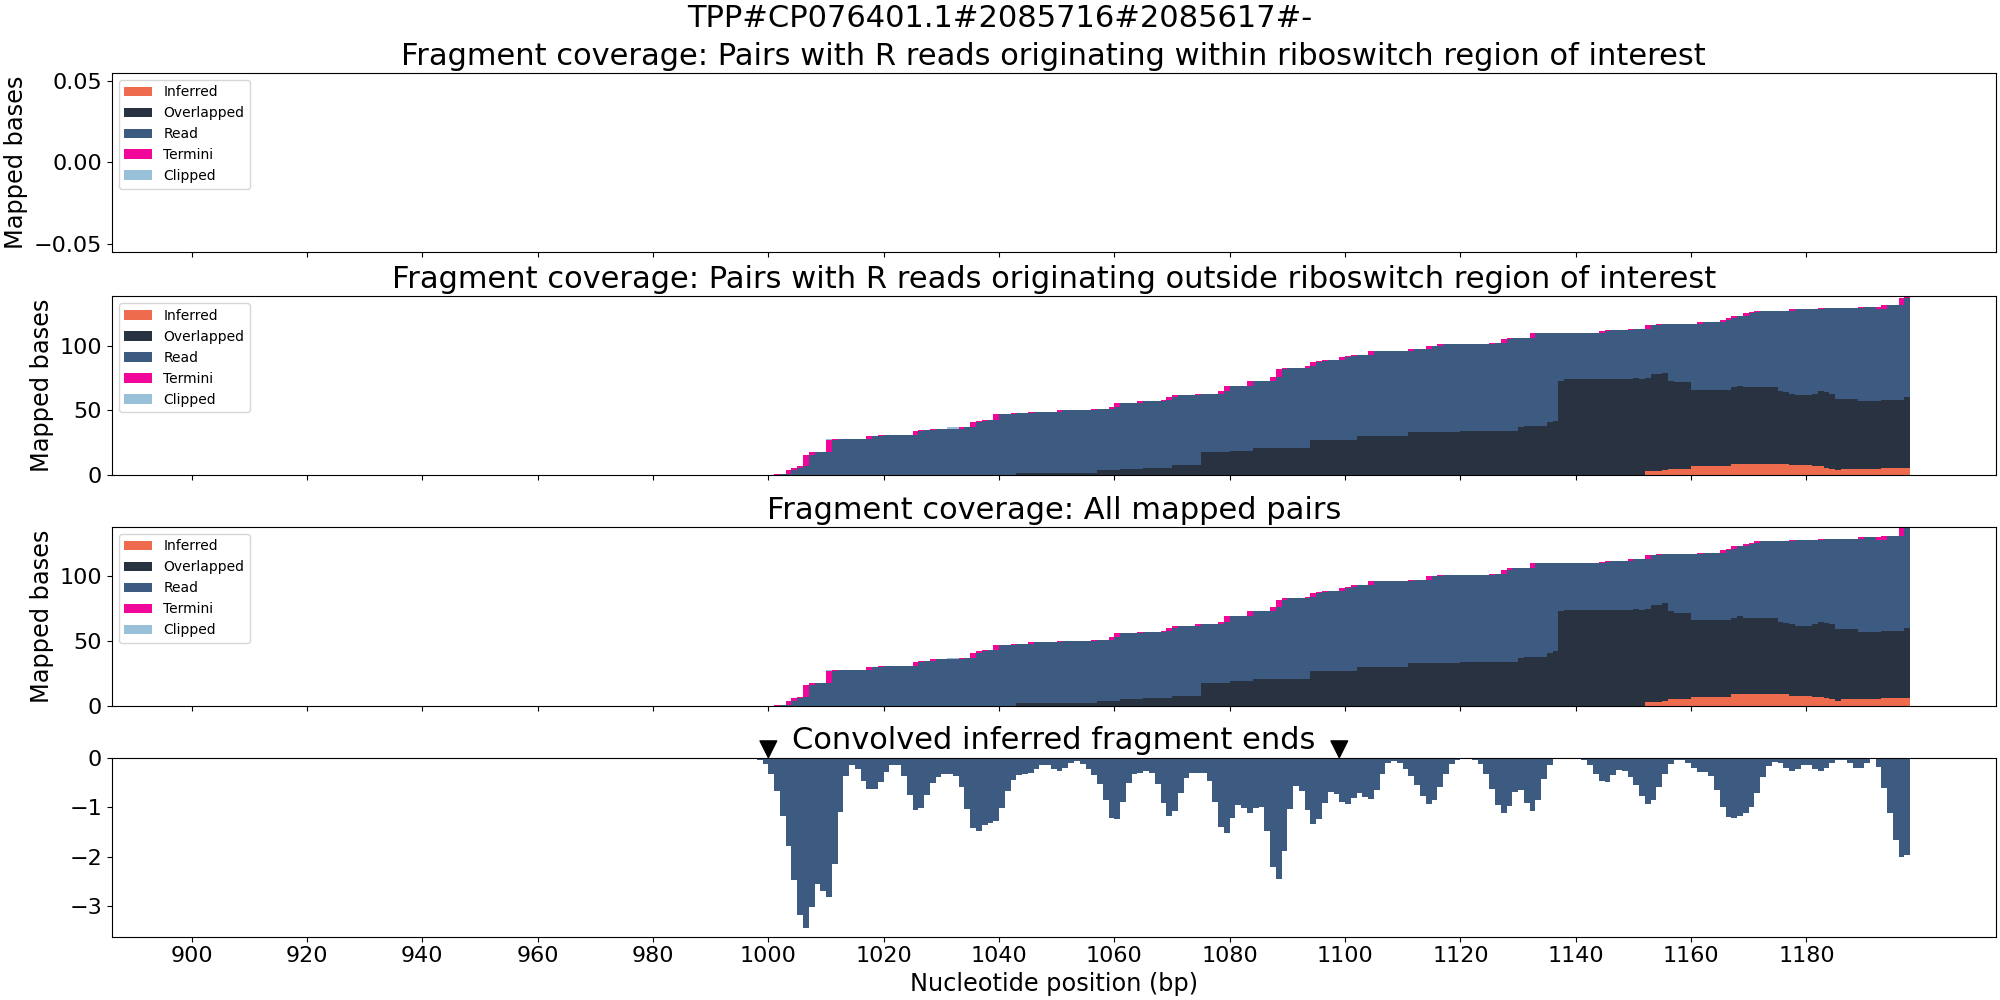 TPP#CP076401.1#2085716#2085617#-
Fragment coverage: Pairs with R reads originating within riboswitch region of interest
Mapped bases
0.05
0.00
−0.05
Inferred
Overlapped
Read
Termini
Clipped
Fragment coverage: Pairs with R reads originating outside riboswitch region of interest
Mapped bases
100
50
0
Inferred
Overlapped
Read
Termini
Clipped
Fragment coverage: All mapped pairs
Mapped bases
100
50
0
Inferred
Overlapped
Read
Termini
Clipped
Convolved inferred fragment ends
0
−1
−2
−3
900 920 940 960 980 1000 1020 1040 1060 1080 1100 1120 1140 1160 1180
Nucleotide position (bp)